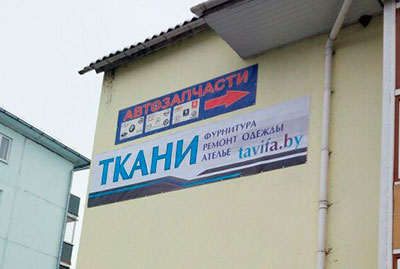 АВТОЗАПЧАСТИ
ТКАНИ
ФУРНИТУРА
РЕМОНТ ОДЕЖДЫ
АТЕЛЬЕ tavifa.by